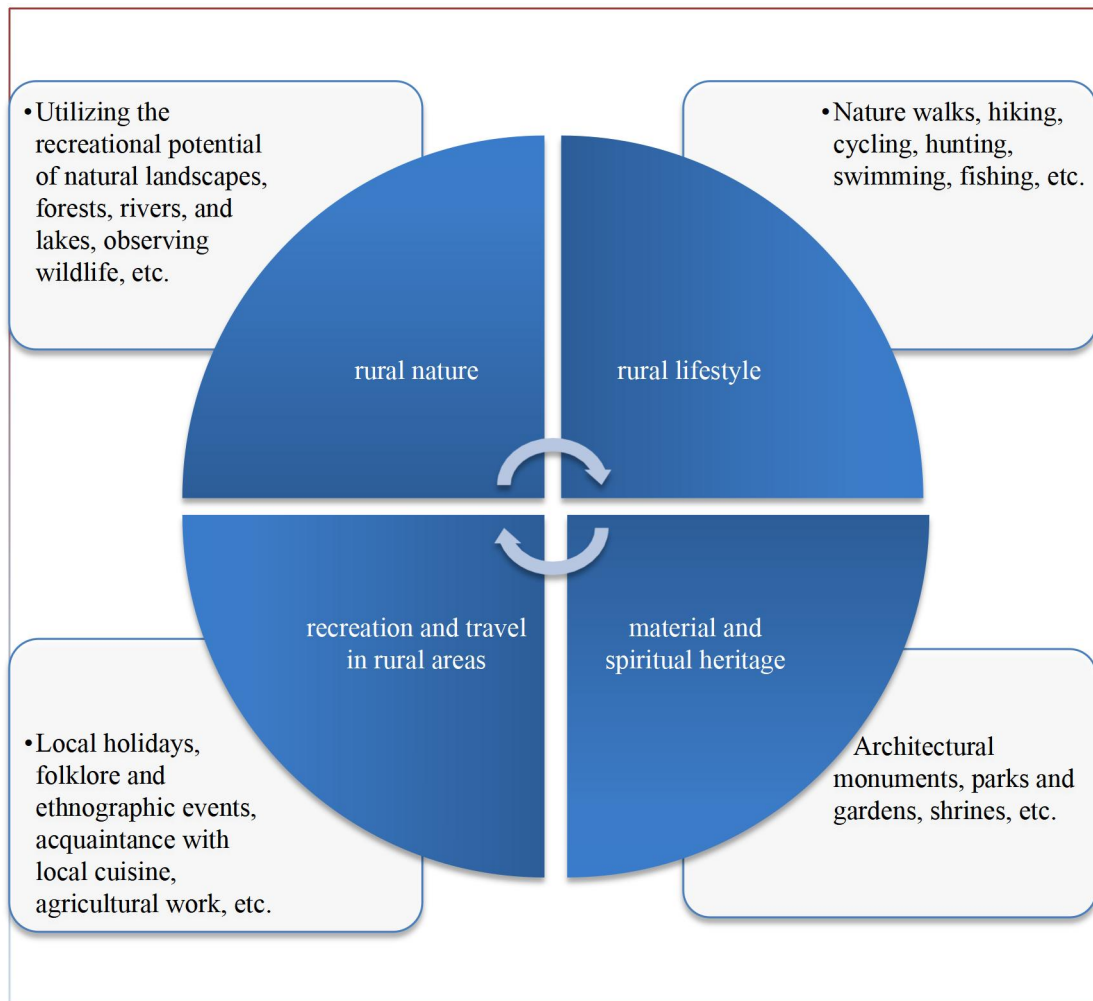 •Utilizing the
recreational potential
of natural landscapes,
forests, rivers, and
lakes, observing
wildlife, etc.
•Nature walks, hiking,
cycling, hunting,
swimming, fishing, etc.
rural nature
rural lifestyle
recreation and travel
in rural areas
material and
spiritual heritage
•Local holidays,
folklore and
ethnographic events,
acquaintance with
local cuisine,
agricultural work, etc.
Architectural
monuments, parks and
gardens, shrines, etc.